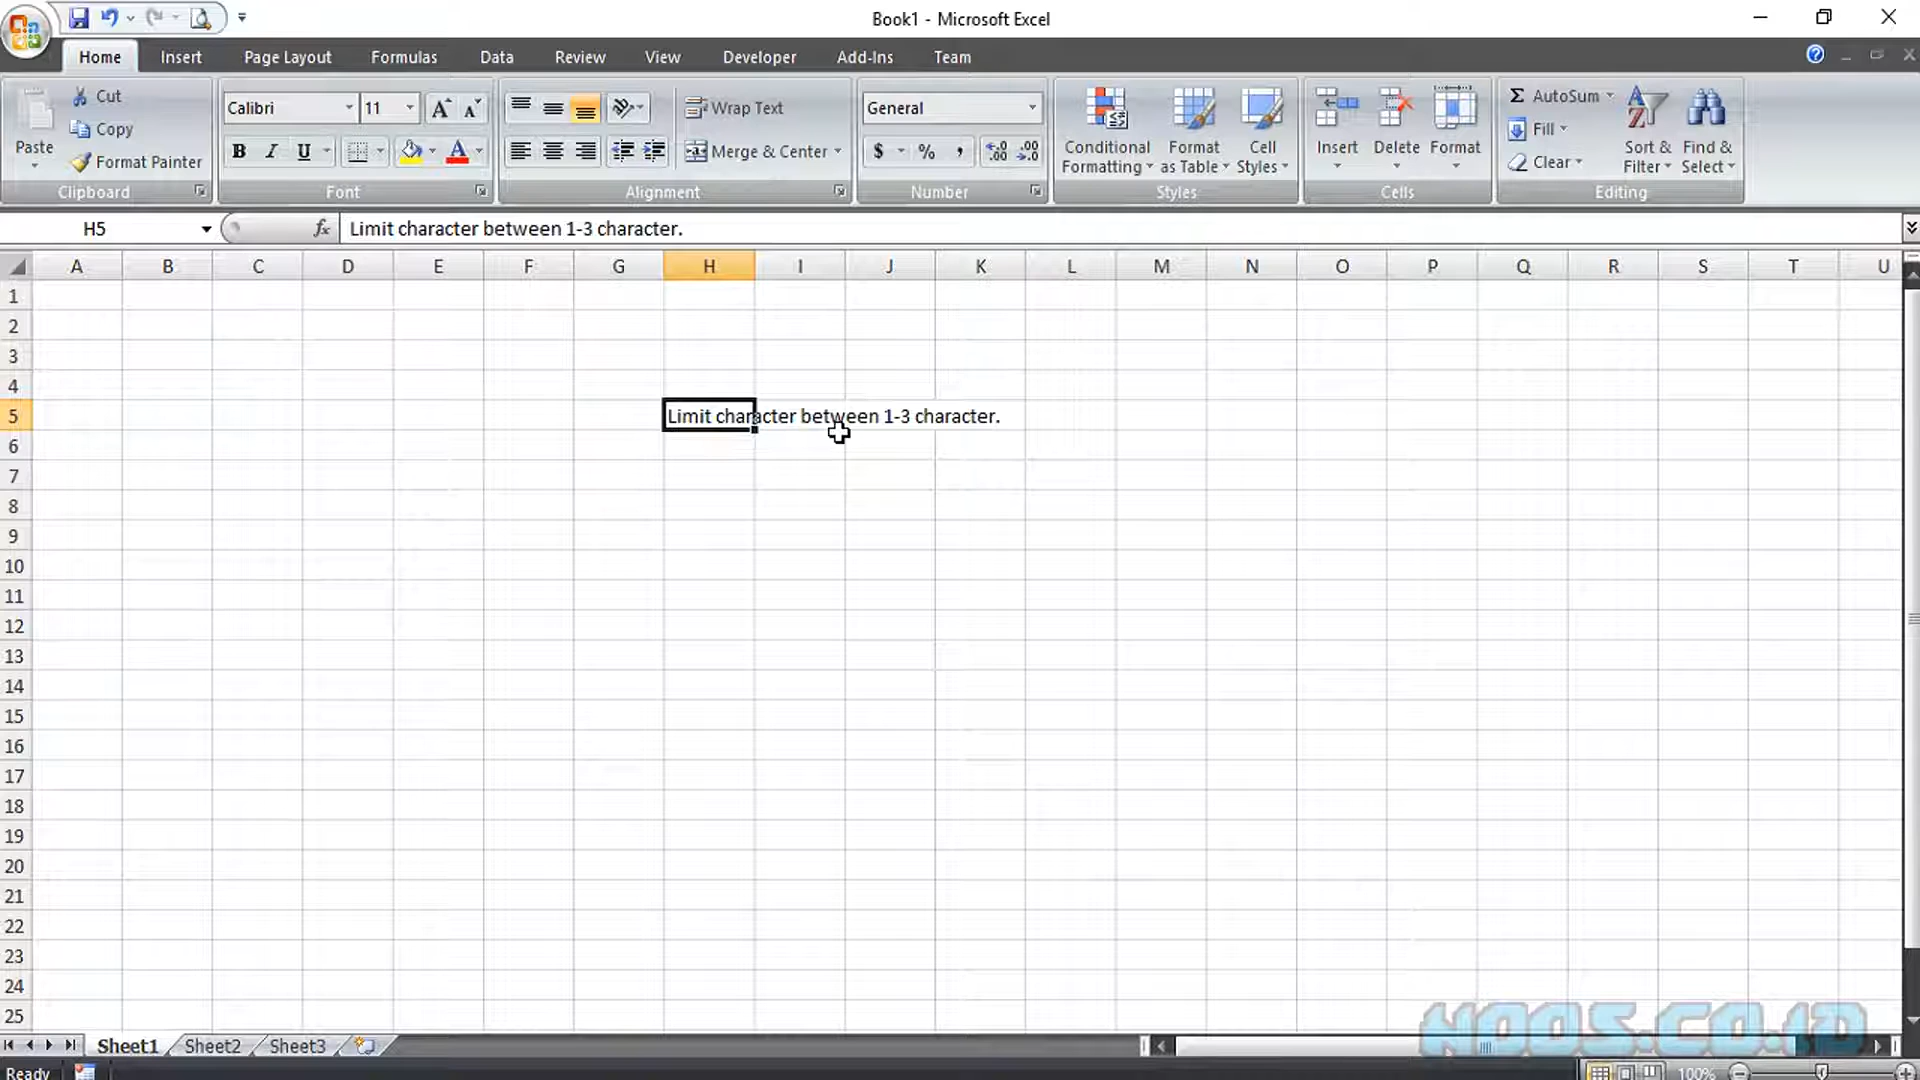 Book1 - Microsoft Excel
Home Insert Page Layout Formulas Data Review View Developer Add-Ins Team
Paste
Cut
Copy
Format Painter
Clipboard
Calibri 11
B I U
Font
Wrap Text
Merge & Center
Alignment
General
$ % ,
Number
Conditional Formatting
Format as Table
Cell Styles
Styles
Insert
Delete
Format
Cells
AutoSum
Fill
Clear
Sort & Filter
Find & Select
Editing
H5 fx Limit character between 1-3 character.
A B C D E F G H I J K L M N O P Q R S T U
1
2
3
4
5 Limit character between 1-3 character.
6
7
8
9
10
11
12
13
14
15
16
17
18
19
20
21
22
23
24
25
NOOS.CO.ID
Sheet1 Sheet2 Sheet3
Ready 100%